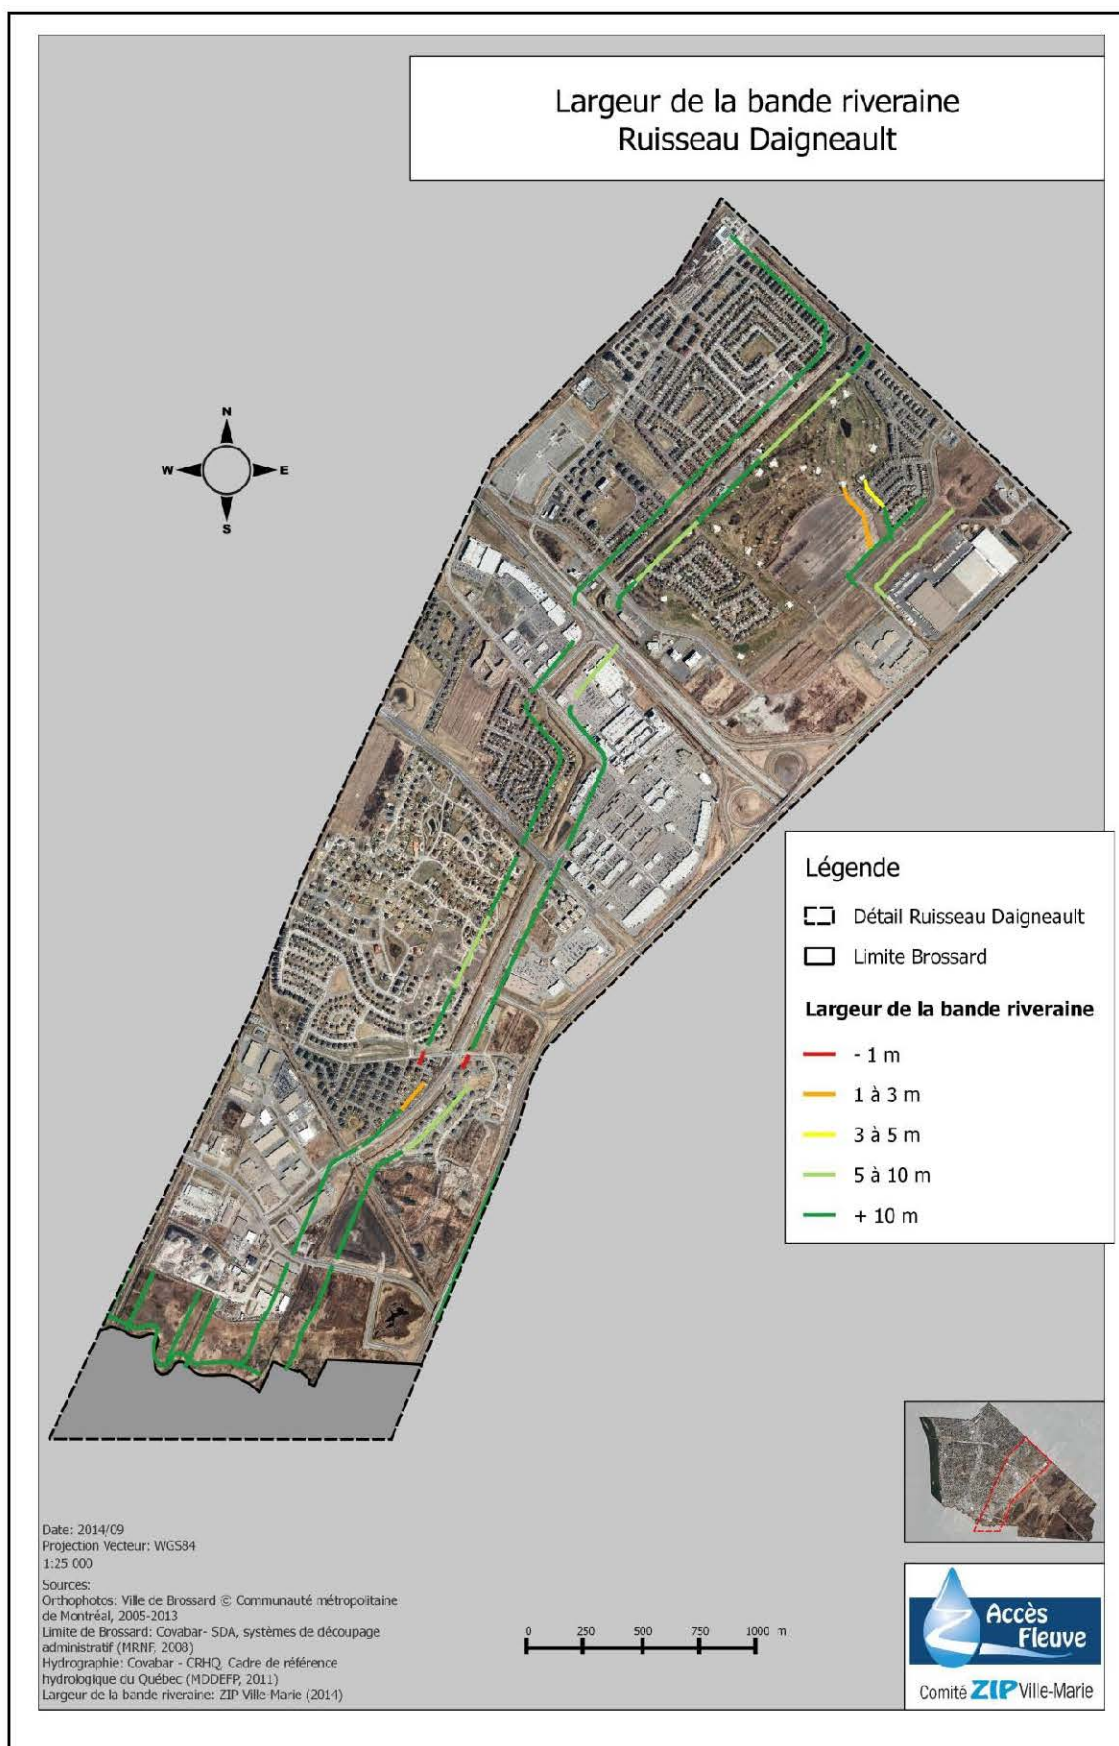 Largeur de la bande riveraine
Ruisseau Daigneault
N
W
E
S
Légende
Détail Ruisseau Daigneault
Limite Brossard
Largeur de la bande riveraine
- 1 m
1 à 3 m
3 à 5 m
5 à 10 m
+ 10 m
Date: 2014/09
Projection Vecteur: WGS84
1:25 000
Sources:
Orthophotos: Ville de Brossard © Communauté métropolitaine
de Montréal, 2005-2013
Limite de Brossard: Covabar- SDA, systèmes de découpage
administratif (MRNF, 2008)
Hydrographie: Covabar - CRHQ, Cadre de référence
hydrologique du Québec (MDDEFP, 2011)
Largeur de la bande riveraine: ZIP Ville-Marie (2014)
0 250 500 750 1000 m
Accès
Fleuve
Comité ZIP Ville-Marie